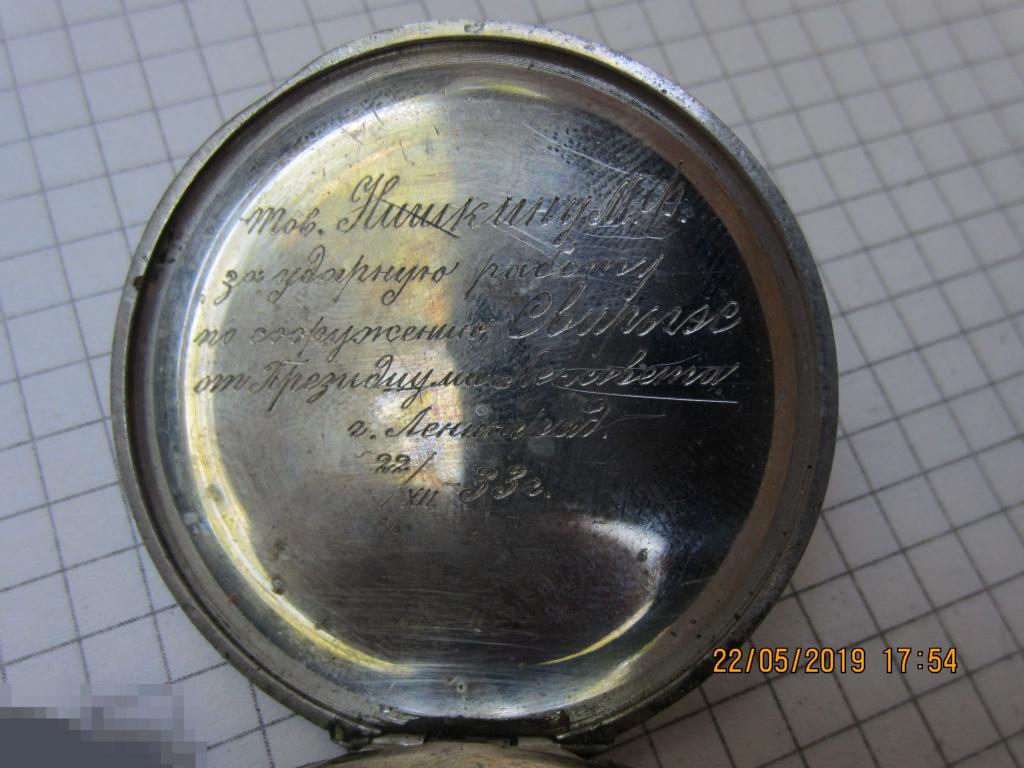 Тов. Кишкину М.А.
за ударную работу
по сооружению Свирьгэс
от Президиума Ленсовета
г. Ленинград.
22/XII 33г.
22/05/2019 17:54